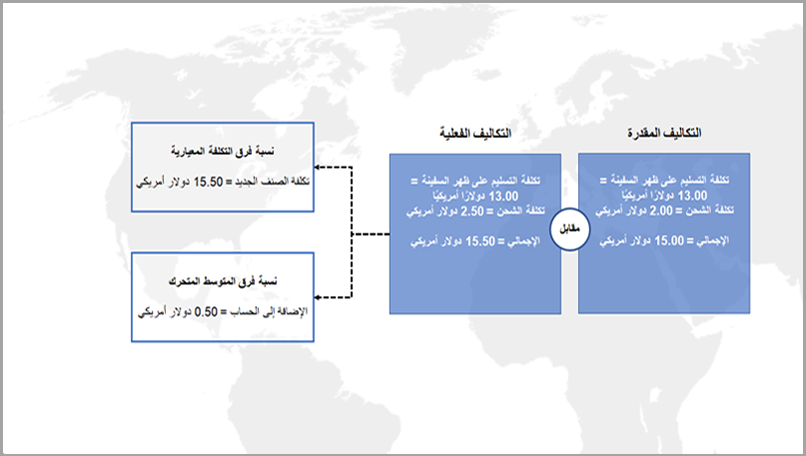 التكاليف المقدرة
تكلفة التسليم على ظهر السفينة =
13.00 دولارًا أمريكيًا
تكلفة الشحن = 2.00 دولار أمريكي
الإجمالي = 15.00 دولار أمريكي
مقابل
التكاليف الفعلية
تكلفة التسليم على ظهر السفينة =
13.00 دولارًا أمريكيًا
تكلفة الشحن = 2.50 دولار أمريكي
الإجمالي = 15.50 دولار أمريكي
نسبة فرق التكلفة المعيارية
تكلفة الصنف الجديد = 15.50 دولار أمريكي
نسبة فرق المتوسط المتحرك
الإضافة إلى الحساب = 0.50 دولار أمريكي